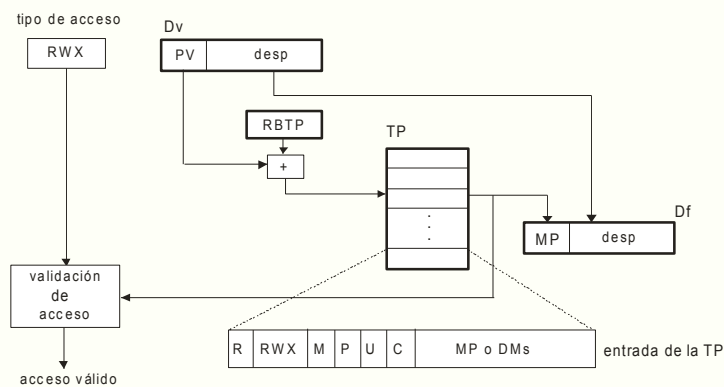 tipo de acceso
RWX
Dv
PV desp
RBTP
+
TP
Df
MP desp
validación
de
acceso
R RWX M P U C MP o DMs
entrada de la TP
acceso válido